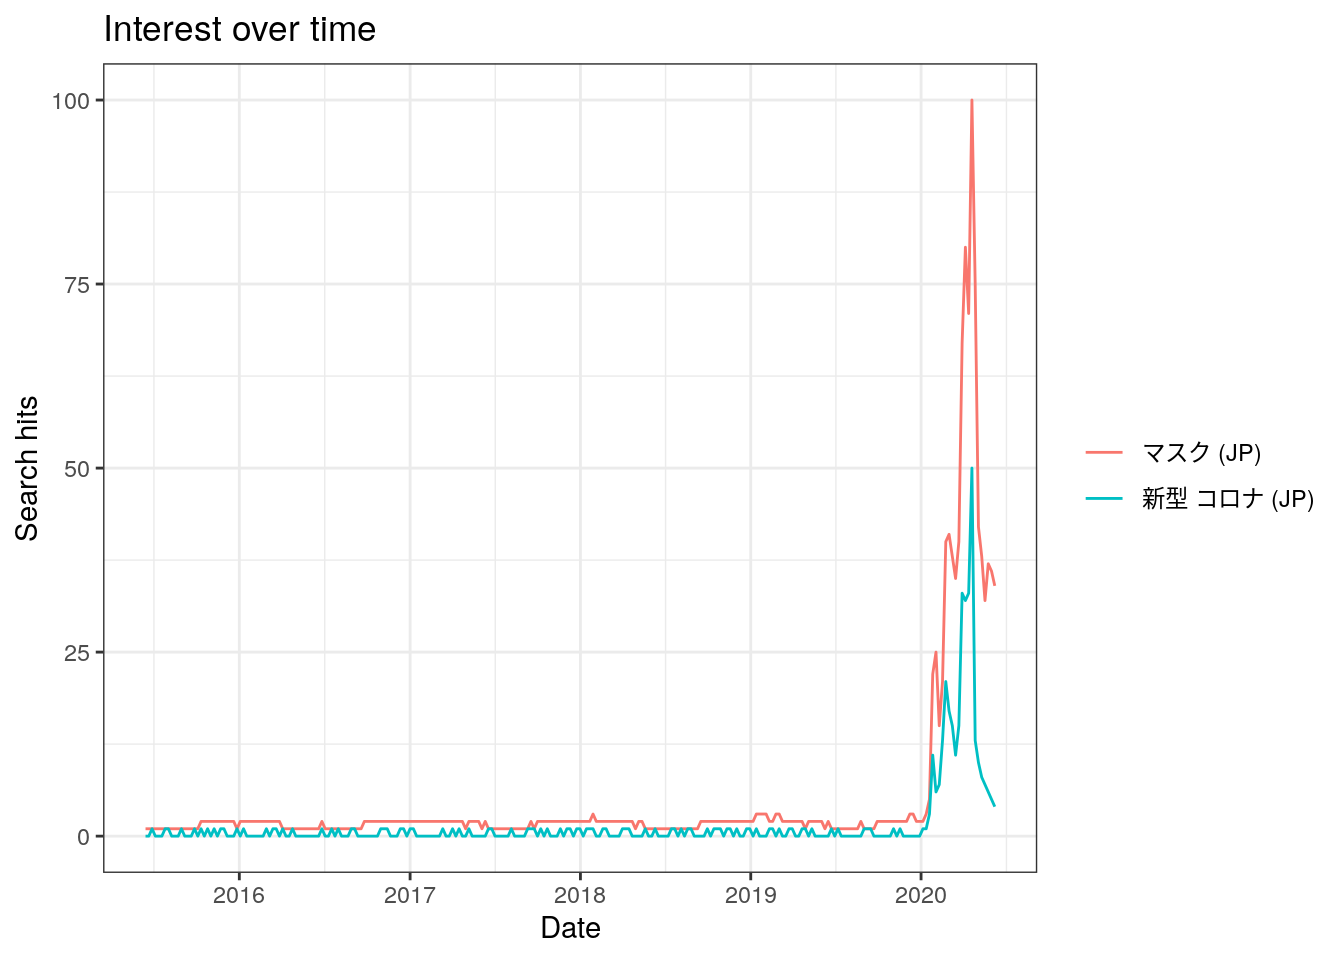 Interest over time
100
75
50
25
0
Search hits
2016 2017 2018 2019 2020
Date
マスク (JP)
新型 コロナ (JP)